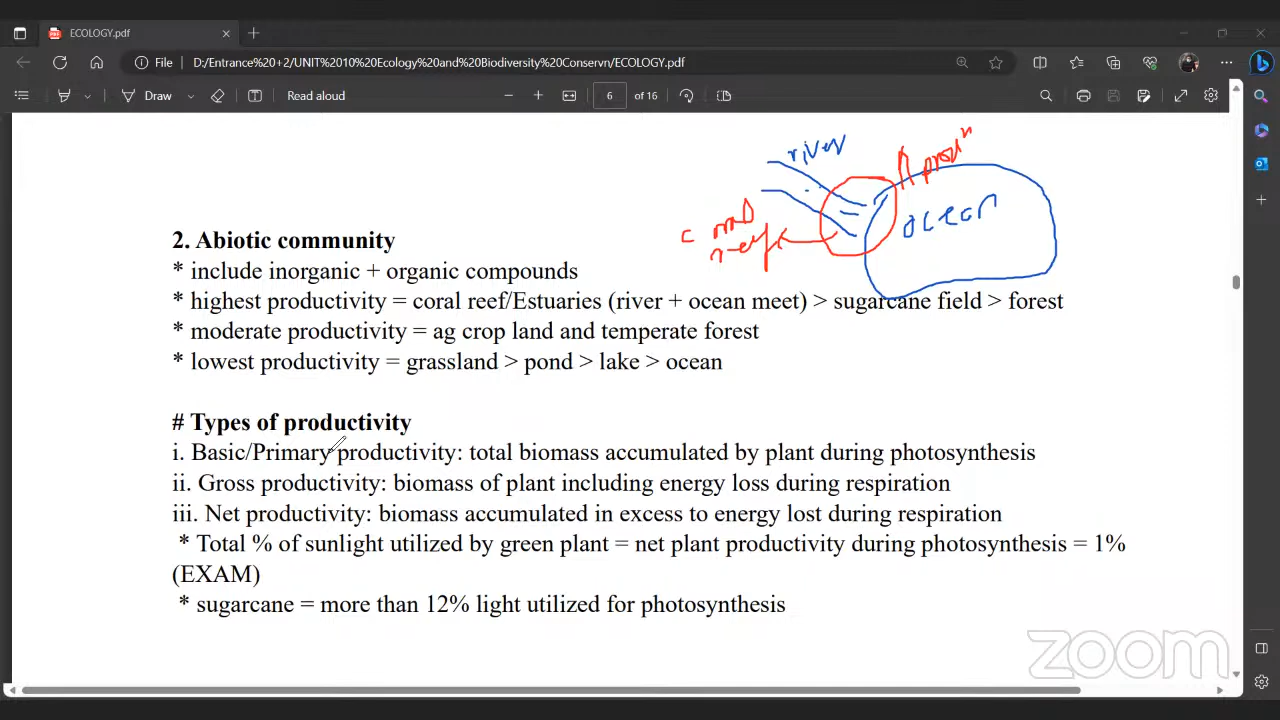 ECOLOGY.pdf
File D:/Entrance%20+2/UNIT%2010%20Ecology%20and%20Biodiversity%20Conservn/ECOLOGY.pdf
Draw Read aloud 6 of 16
river
prodⁿ
ocean
2. Abiotic community
* include inorganic + organic compounds
* highest productivity = coral reef/Estuaries (river + ocean meet) > sugarcane field > forest
* moderate productivity = ag crop land and temperate forest
* lowest productivity = grassland > pond > lake > ocean
# Types of productivity
i. Basic/Primary productivity: total biomass accumulated by plant during photosynthesis
ii. Gross productivity: biomass of plant including energy loss during respiration
iii. Net productivity: biomass accumulated in excess to energy lost during respiration
* Total % of sunlight utilized by green plant = net plant productivity during photosynthesis = 1%
(EXAM)
* sugarcane = more than 12% light utilized for photosynthesis
zoom